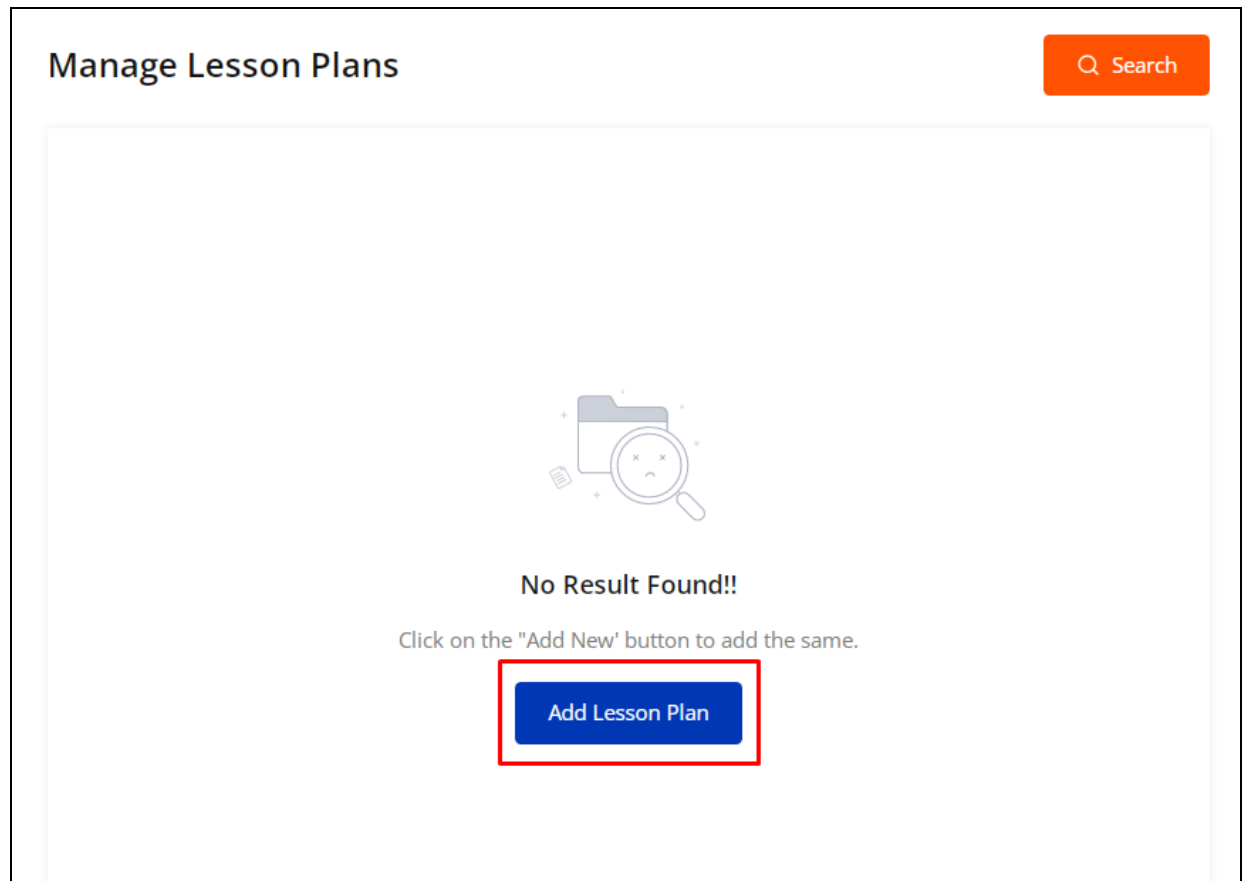 Manage Lesson Plans
Search
No Result Found!!
Click on the "Add New' button to add the same.
Add Lesson Plan